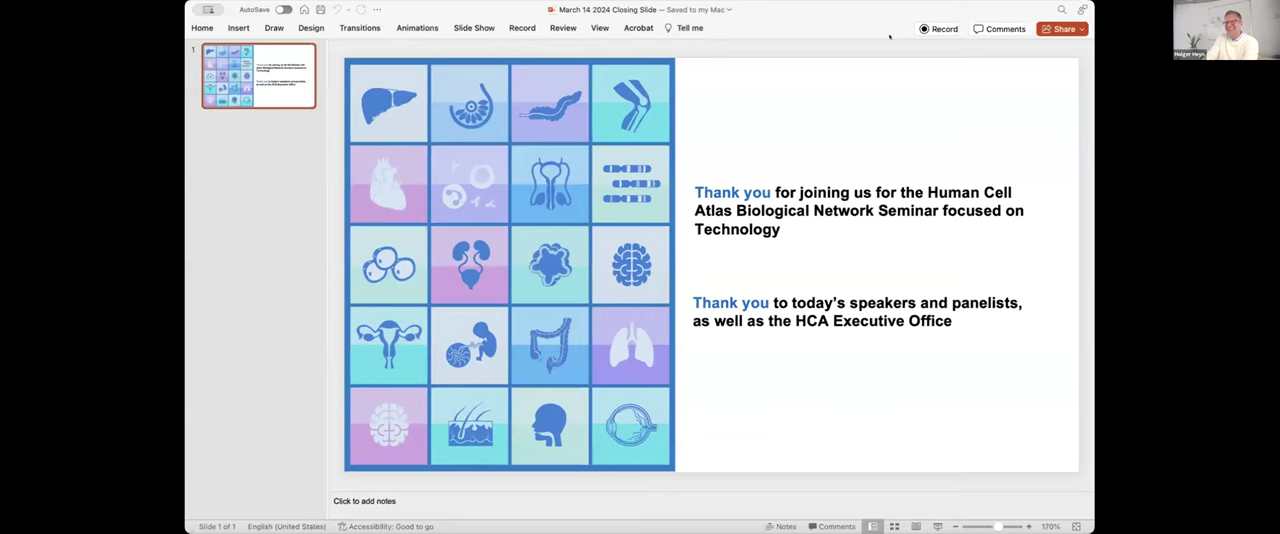 AutoSave
March 14 2024 Closing Slide — Saved to my Mac
Home Insert Draw Design Transitions Animations Slide Show Record Review View Acrobat Tell me
Record Comments Share
Holger Heyn
1
Thank you for joining us for the Human Cell
Atlas Biological Network Seminar focused on
Technology
Thank you to today's speakers and panelists,
as well as the HCA Executive Office
Click to add notes
Slide 1 of 1 English (United States) Accessibility: Good to go Notes Comments 170%